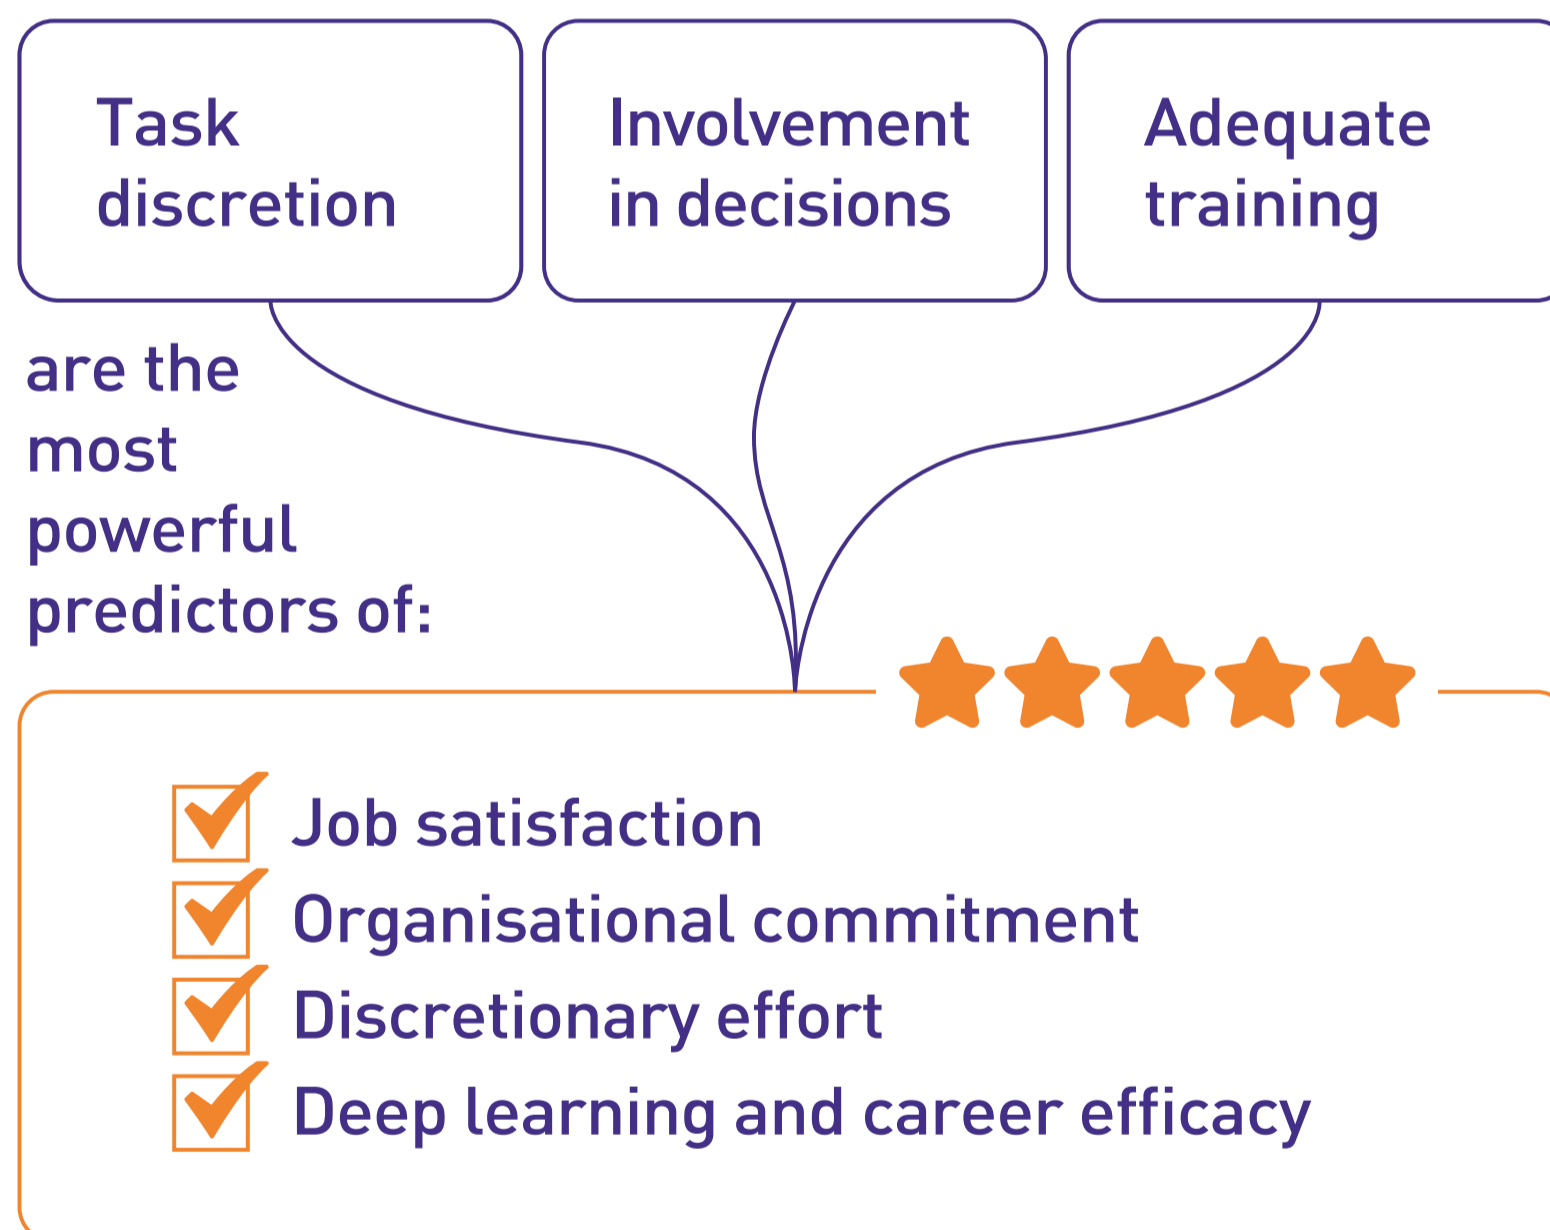 Task
discretion
Involvement
in decisions
Adequate
training
are the
most
powerful
predictors of:
Job satisfaction
Organisational commitment
Discretionary effort
Deep learning and career efficacy